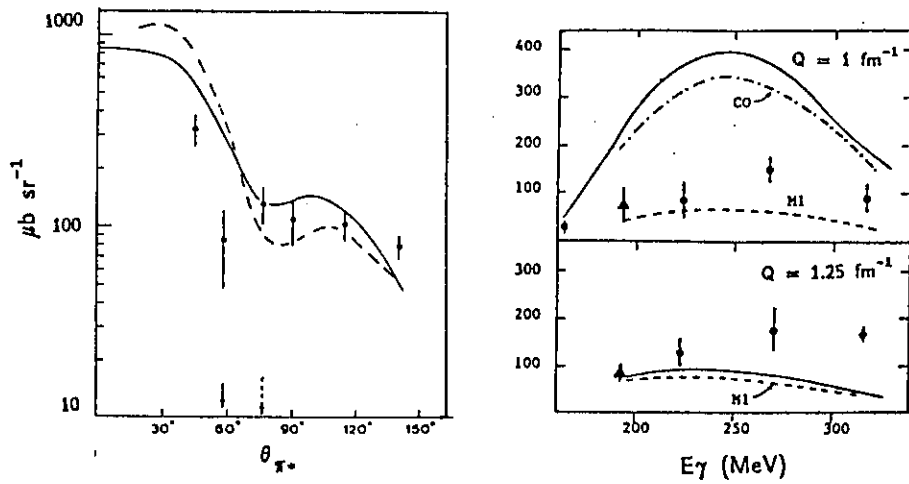 1000
100
10
μb sr⁻¹
30° 60° 90° 120° 150°
θπ*
400
300
200
100
Q = 1 fm⁻¹
CO
M1
300
200
100
Q = 1.25 fm⁻¹
M1
200 250 300
Eγ (MeV)